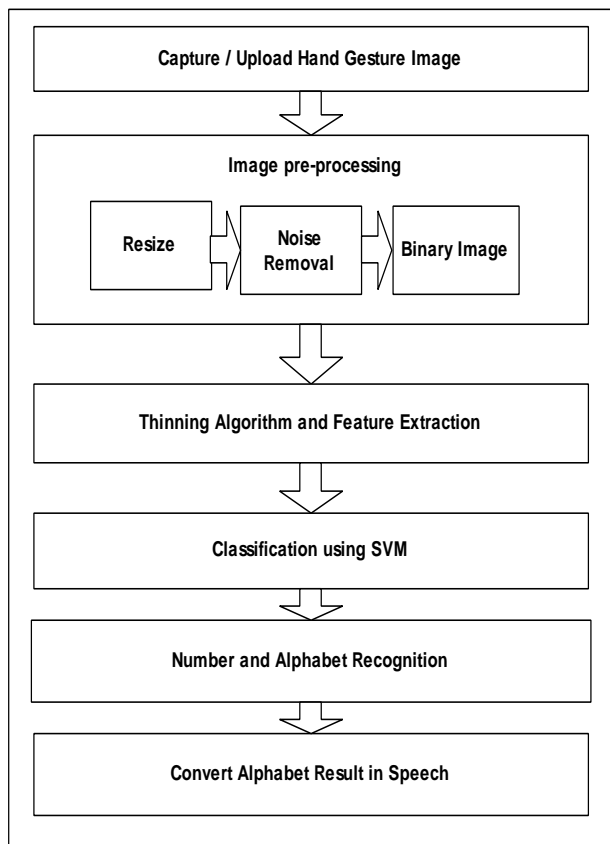 Capture / Upload Hand Gesture Image
Image pre-processing
Resize
Noise
Removal
Binary Image
Thinning Algorithm and Feature Extraction
Classification using SVM
Number and Alphabet Recognition
Convert Alphabet Result in Speech